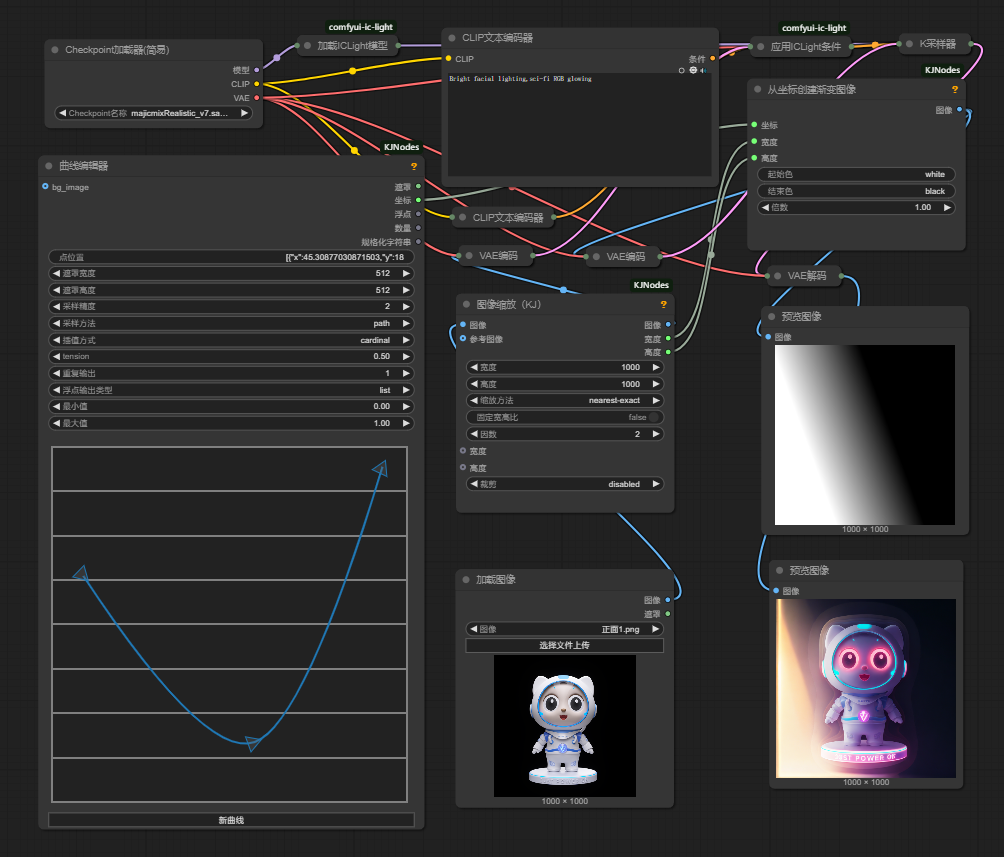 Checkpoint加载器(简易)
模型
CLIP
VAE
Checkpoint名称 majicmixRealistic_v7.sa...
comfyui-ic-light
加载ICLight模型
CLIP文本编码器
CLIP
条件
Bright facial lighting,sci-fi RGB glowing
comfyui-ic-light
应用ICLight条件
K采样器
KJNodes
从坐标创建渐变图像
?
图像
坐标
宽度
高度
起始色 white
结束色 black
倍数 1.00
KJNodes
曲线编辑器
?
bg_image
遮罩
坐标
浮点
数量
规格化字符串
点位置 [{"x":45.30877030871503,"y":18
遮罩宽度 512
遮罩高度 512
采样精度 2
采样方法 path
插值方式 cardinal
tension 0.50
重复输出 1
浮点输出类型 list
最小值 0.00
最大值 1.00
新曲线
CLIP文本编码器
VAE编码
VAE编码
VAE解码
KJNodes
图像缩放（KJ）
?
图像
参考图像
图像
宽度
高度
宽度 1000
高度 1000
缩放方法 nearest-exact
固定宽高比 false
因数 2
宽度
高度
裁剪 disabled
加载图像
图像
遮罩
图像 正面1.png
选择文件上传
1000 × 1000
预览图像
图像
1000 × 1000
预览图像
图像
POWER OF
1000 × 1000